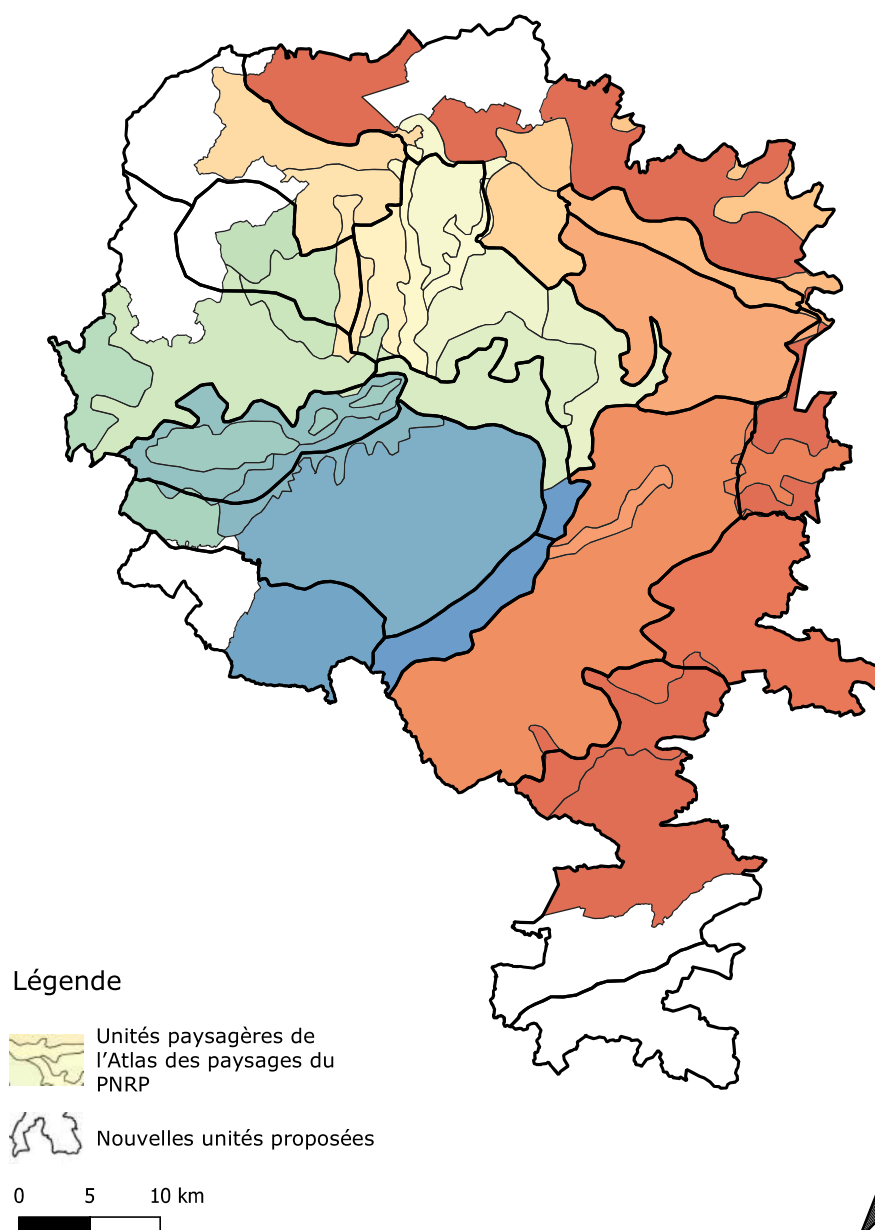 Légende
Unités paysagères de
l'Atlas des paysages du
PNRP
Nouvelles unités proposées
0 5 10 km